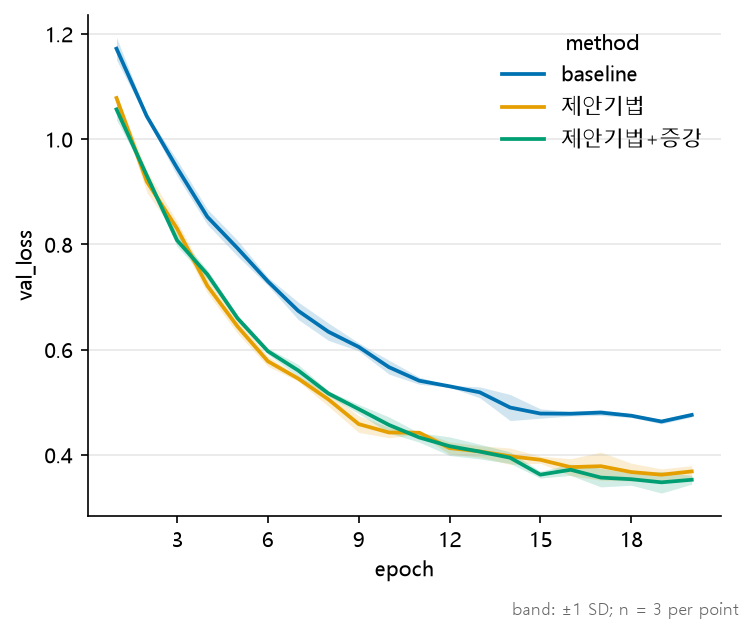 method
baseline
제안기법
제안기법+증강
val_loss
1.2
1.0
0.8
0.6
0.4
3 6 9 12 15 18
epoch
band: ±1 SD; n = 3 per point